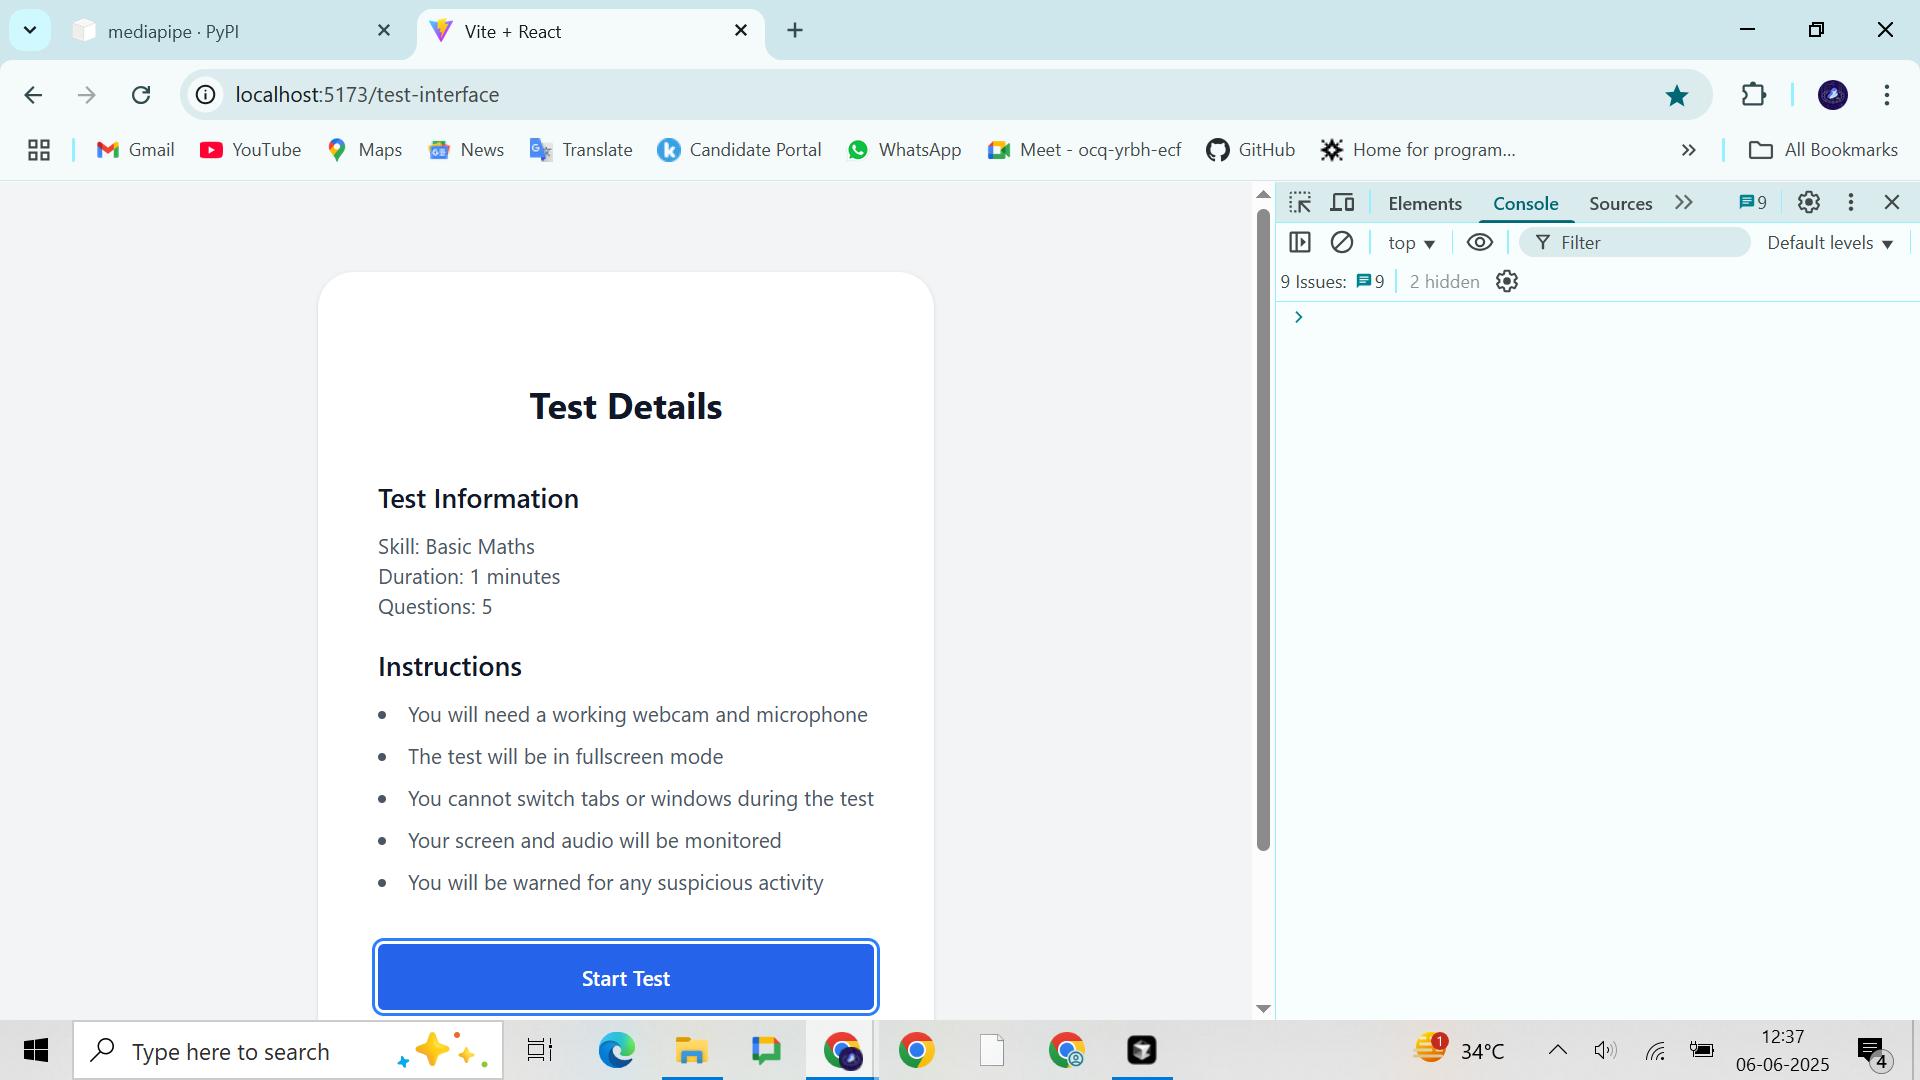 mediapipe · PyPI
Vite + React
localhost:5173/test-interface
Gmail
YouTube
Maps
News
Translate
Candidate Portal
WhatsApp
Meet - ocq-yrbh-ecf
GitHub
Home for program...
All Bookmarks
Elements
Console
Sources
9
top
Filter
Default levels
9 Issues:
9
2 hidden
Test Details
Test Information
Skill: Basic Maths
Duration: 1 minutes
Questions: 5
Instructions
You will need a working webcam and microphone
The test will be in fullscreen mode
You cannot switch tabs or windows during the test
Your screen and audio will be monitored
You will be warned for any suspicious activity
Start Test
Type here to search
1
34°C
12:37
06-06-2025
4